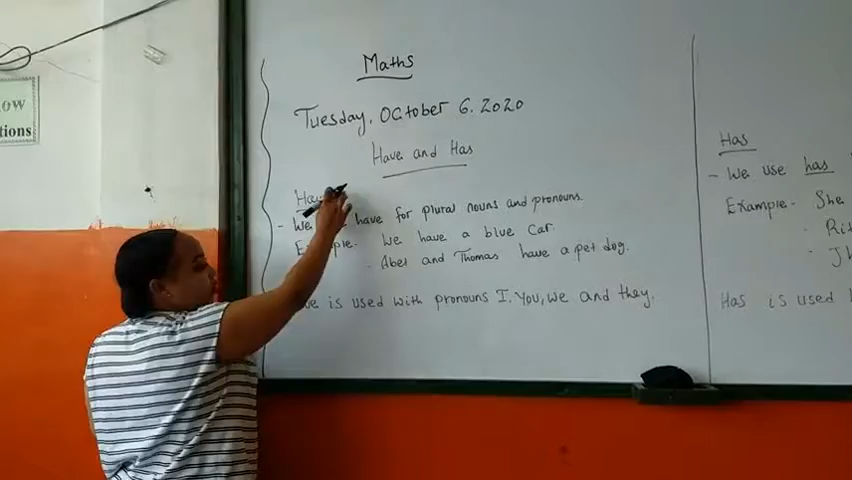 low
tions
Maths
Tuesday, October 6. 2020
Have and Has
- We have for plural nouns and pronouns.
We have a blue Car.
. Abel and Thomas have a pet dog.
is used with pronouns I. You, we and they.
Has
- We use has
Example - She
Has is used